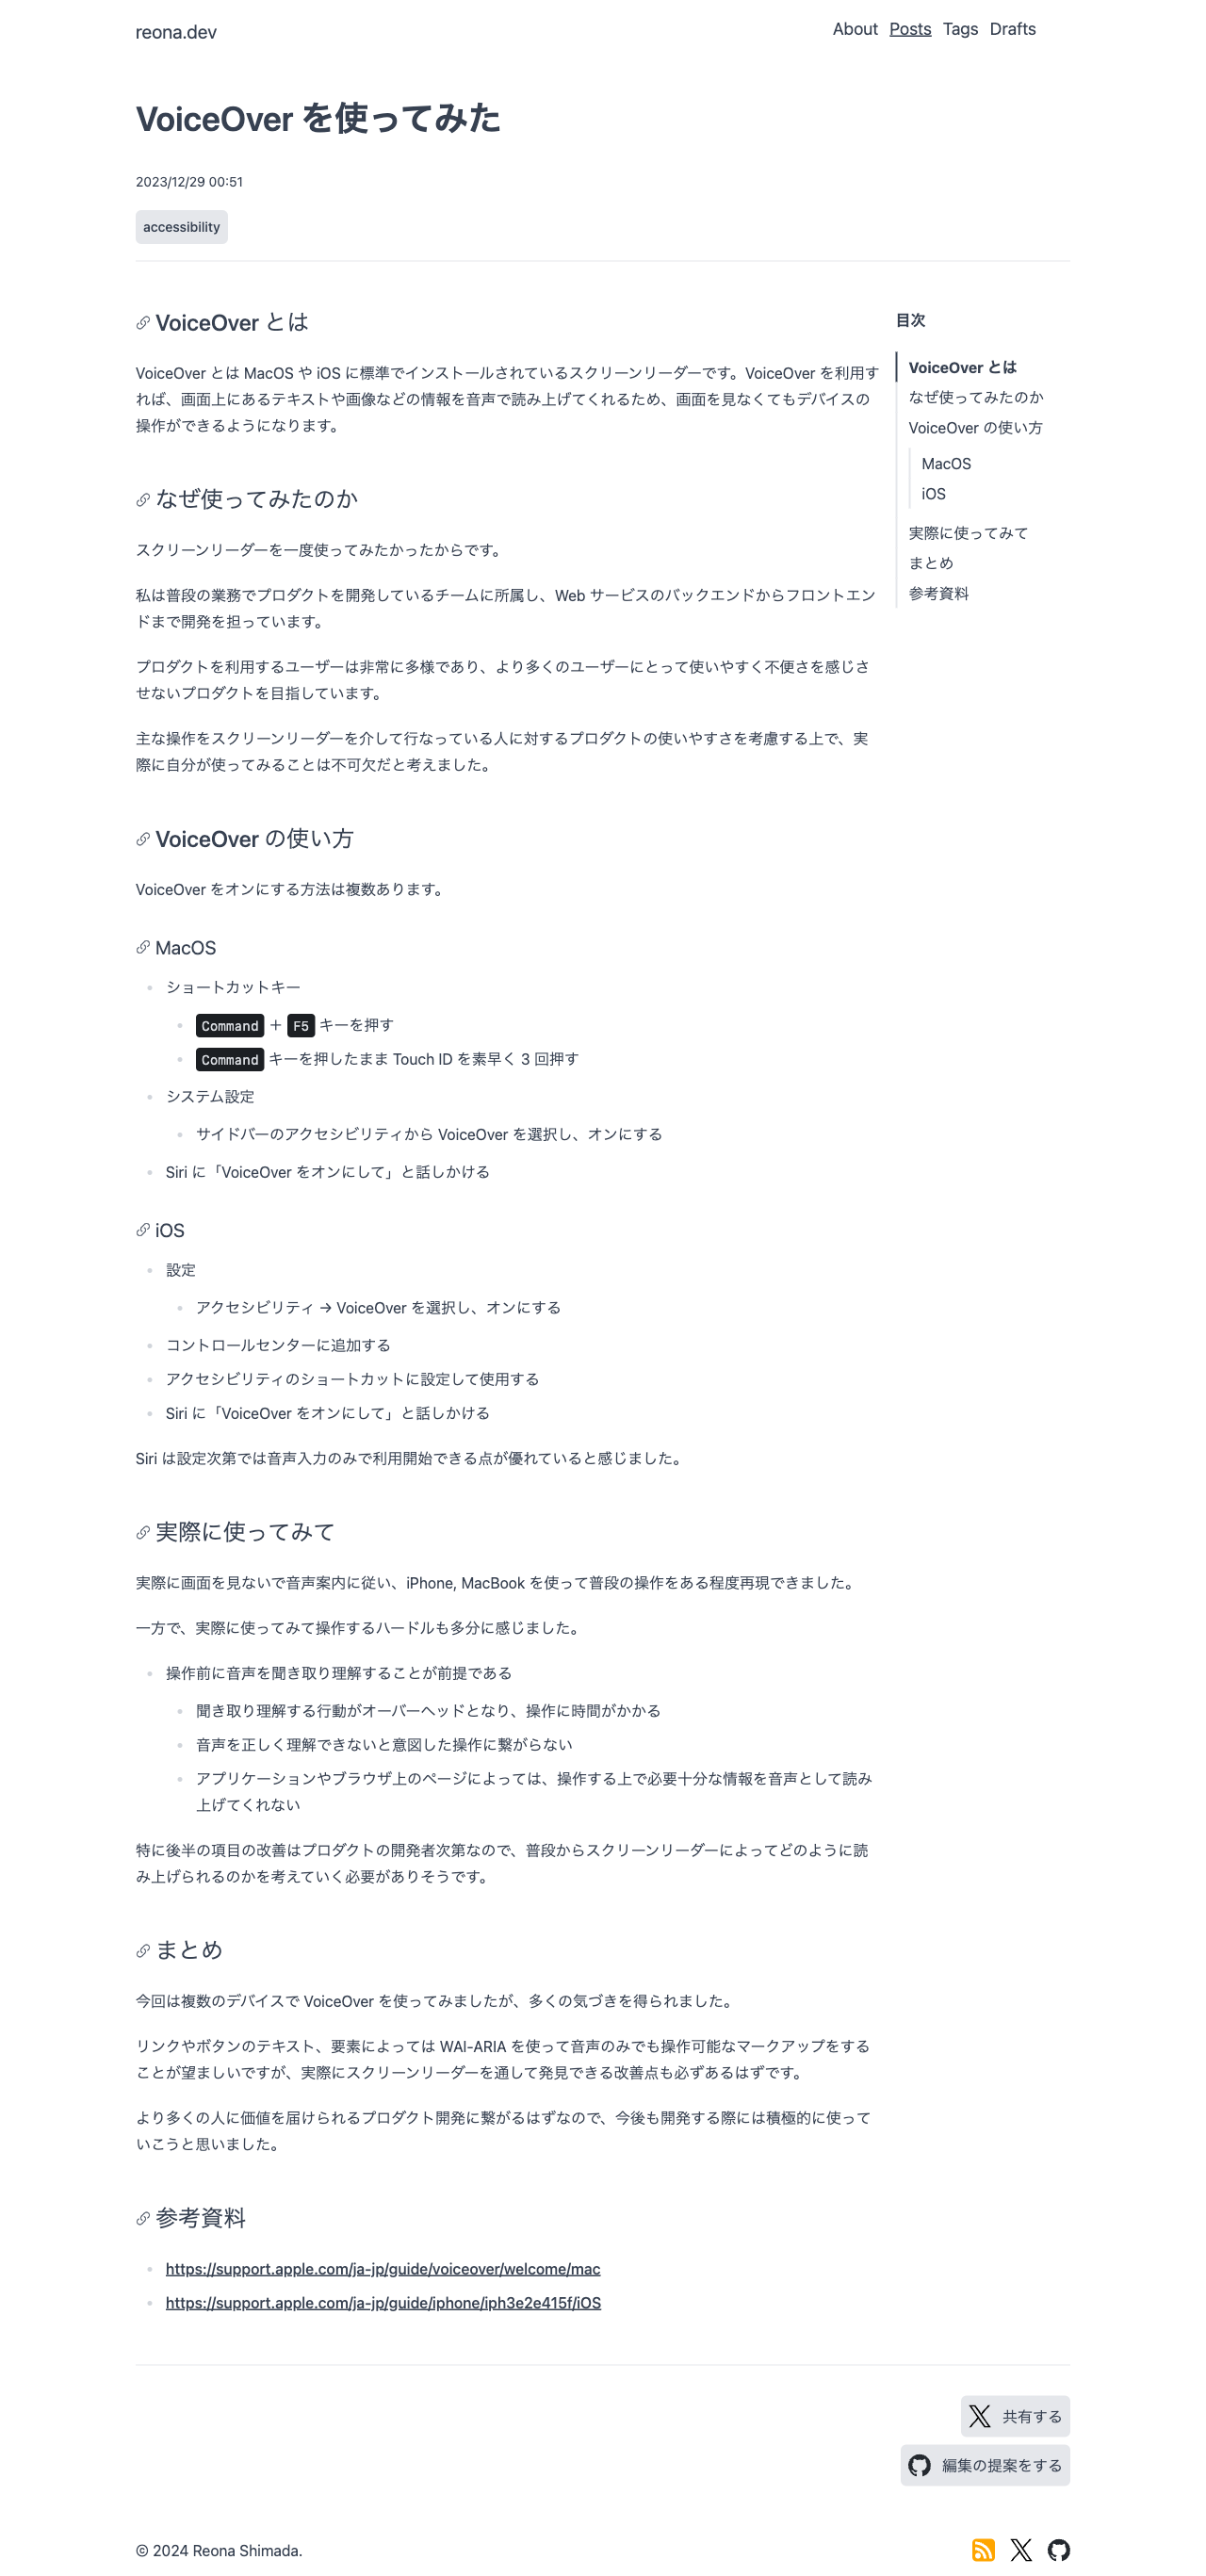 reona.dev
About Posts Tags Drafts
VoiceOver を使ってみた
2023/12/29 00:51
accessibility
VoiceOver とは
VoiceOver とは MacOS や iOS に標準でインストールされているスクリーンリーダーです。VoiceOver を利用す
れば、画面上にあるテキストや画像などの情報を音声で読み上げてくれるため、画面を見なくてもデバイスの
操作ができるようになります。
なぜ使ってみたのか
スクリーンリーダーを一度使ってみたかったからです。
私は普段の業務でプロダクトを開発しているチームに所属し、Web サービスのバックエンドからフロントエン
ドまで開発を担っています。
プロダクトを利用するユーザーは非常に多様であり、より多くのユーザーにとって使いやすく不便さを感じさ
せないプロダクトを目指しています。
主な操作をスクリーンリーダーを介して行なっている人に対するプロダクトの使いやすさを考慮する上で、実
際に自分が使ってみることは不可欠だと考えました。
VoiceOver の使い方
VoiceOver をオンにする方法は複数あります。
MacOS
ショートカットキー
Command + F5 キーを押す
Command キーを押したまま Touch ID を素早く 3 回押す
システム設定
サイドバーのアクセシビリティから VoiceOver を選択し、オンにする
Siri に「VoiceOver をオンにして」と話しかける
iOS
設定
アクセシビリティ → VoiceOver を選択し、オンにする
コントロールセンターに追加する
アクセシビリティのショートカットに設定して使用する
Siri に「VoiceOver をオンにして」と話しかける
Siri は設定次第では音声入力のみで利用開始できる点が優れていると感じました。
実際に使ってみて
実際に画面を見ないで音声案内に従い、iPhone, MacBook を使って普段の操作をある程度再現できました。
一方で、実際に使ってみて操作するハードルも多分に感じました。
操作前に音声を聞き取り理解することが前提である
聞き取り理解する行動がオーバーヘッドとなり、操作に時間がかかる
音声を正しく理解できないと意図した操作に繋がらない
アプリケーションやブラウザ上のページによっては、操作する上で必要十分な情報を音声として読み
上げてくれない
特に後半の項目の改善はプロダクトの開発者次第なので、普段からスクリーンリーダーによってどのように読
み上げられるのかを考えていく必要がありそうです。
まとめ
今回は複数のデバイスで VoiceOver を使ってみましたが、多くの気づきを得られました。
リンクやボタンのテキスト、要素によっては WAI-ARIA を使って音声のみでも操作可能なマークアップをする
ことが望ましいですが、実際にスクリーンリーダーを通して発見できる改善点も必ずあるはずです。
より多くの人に価値を届けられるプロダクト開発に繋がるはずなので、今後も開発する際には積極的に使って
いこうと思いました。
参考資料
https://support.apple.com/ja-jp/guide/voiceover/welcome/mac
https://support.apple.com/ja-jp/guide/iphone/iph3e2e415f/iOS
目次
VoiceOver とは
なぜ使ってみたのか
VoiceOver の使い方
MacOS
iOS
実際に使ってみて
まとめ
参考資料
共有する
編集の提案をする
© 2024 Reona Shimada.